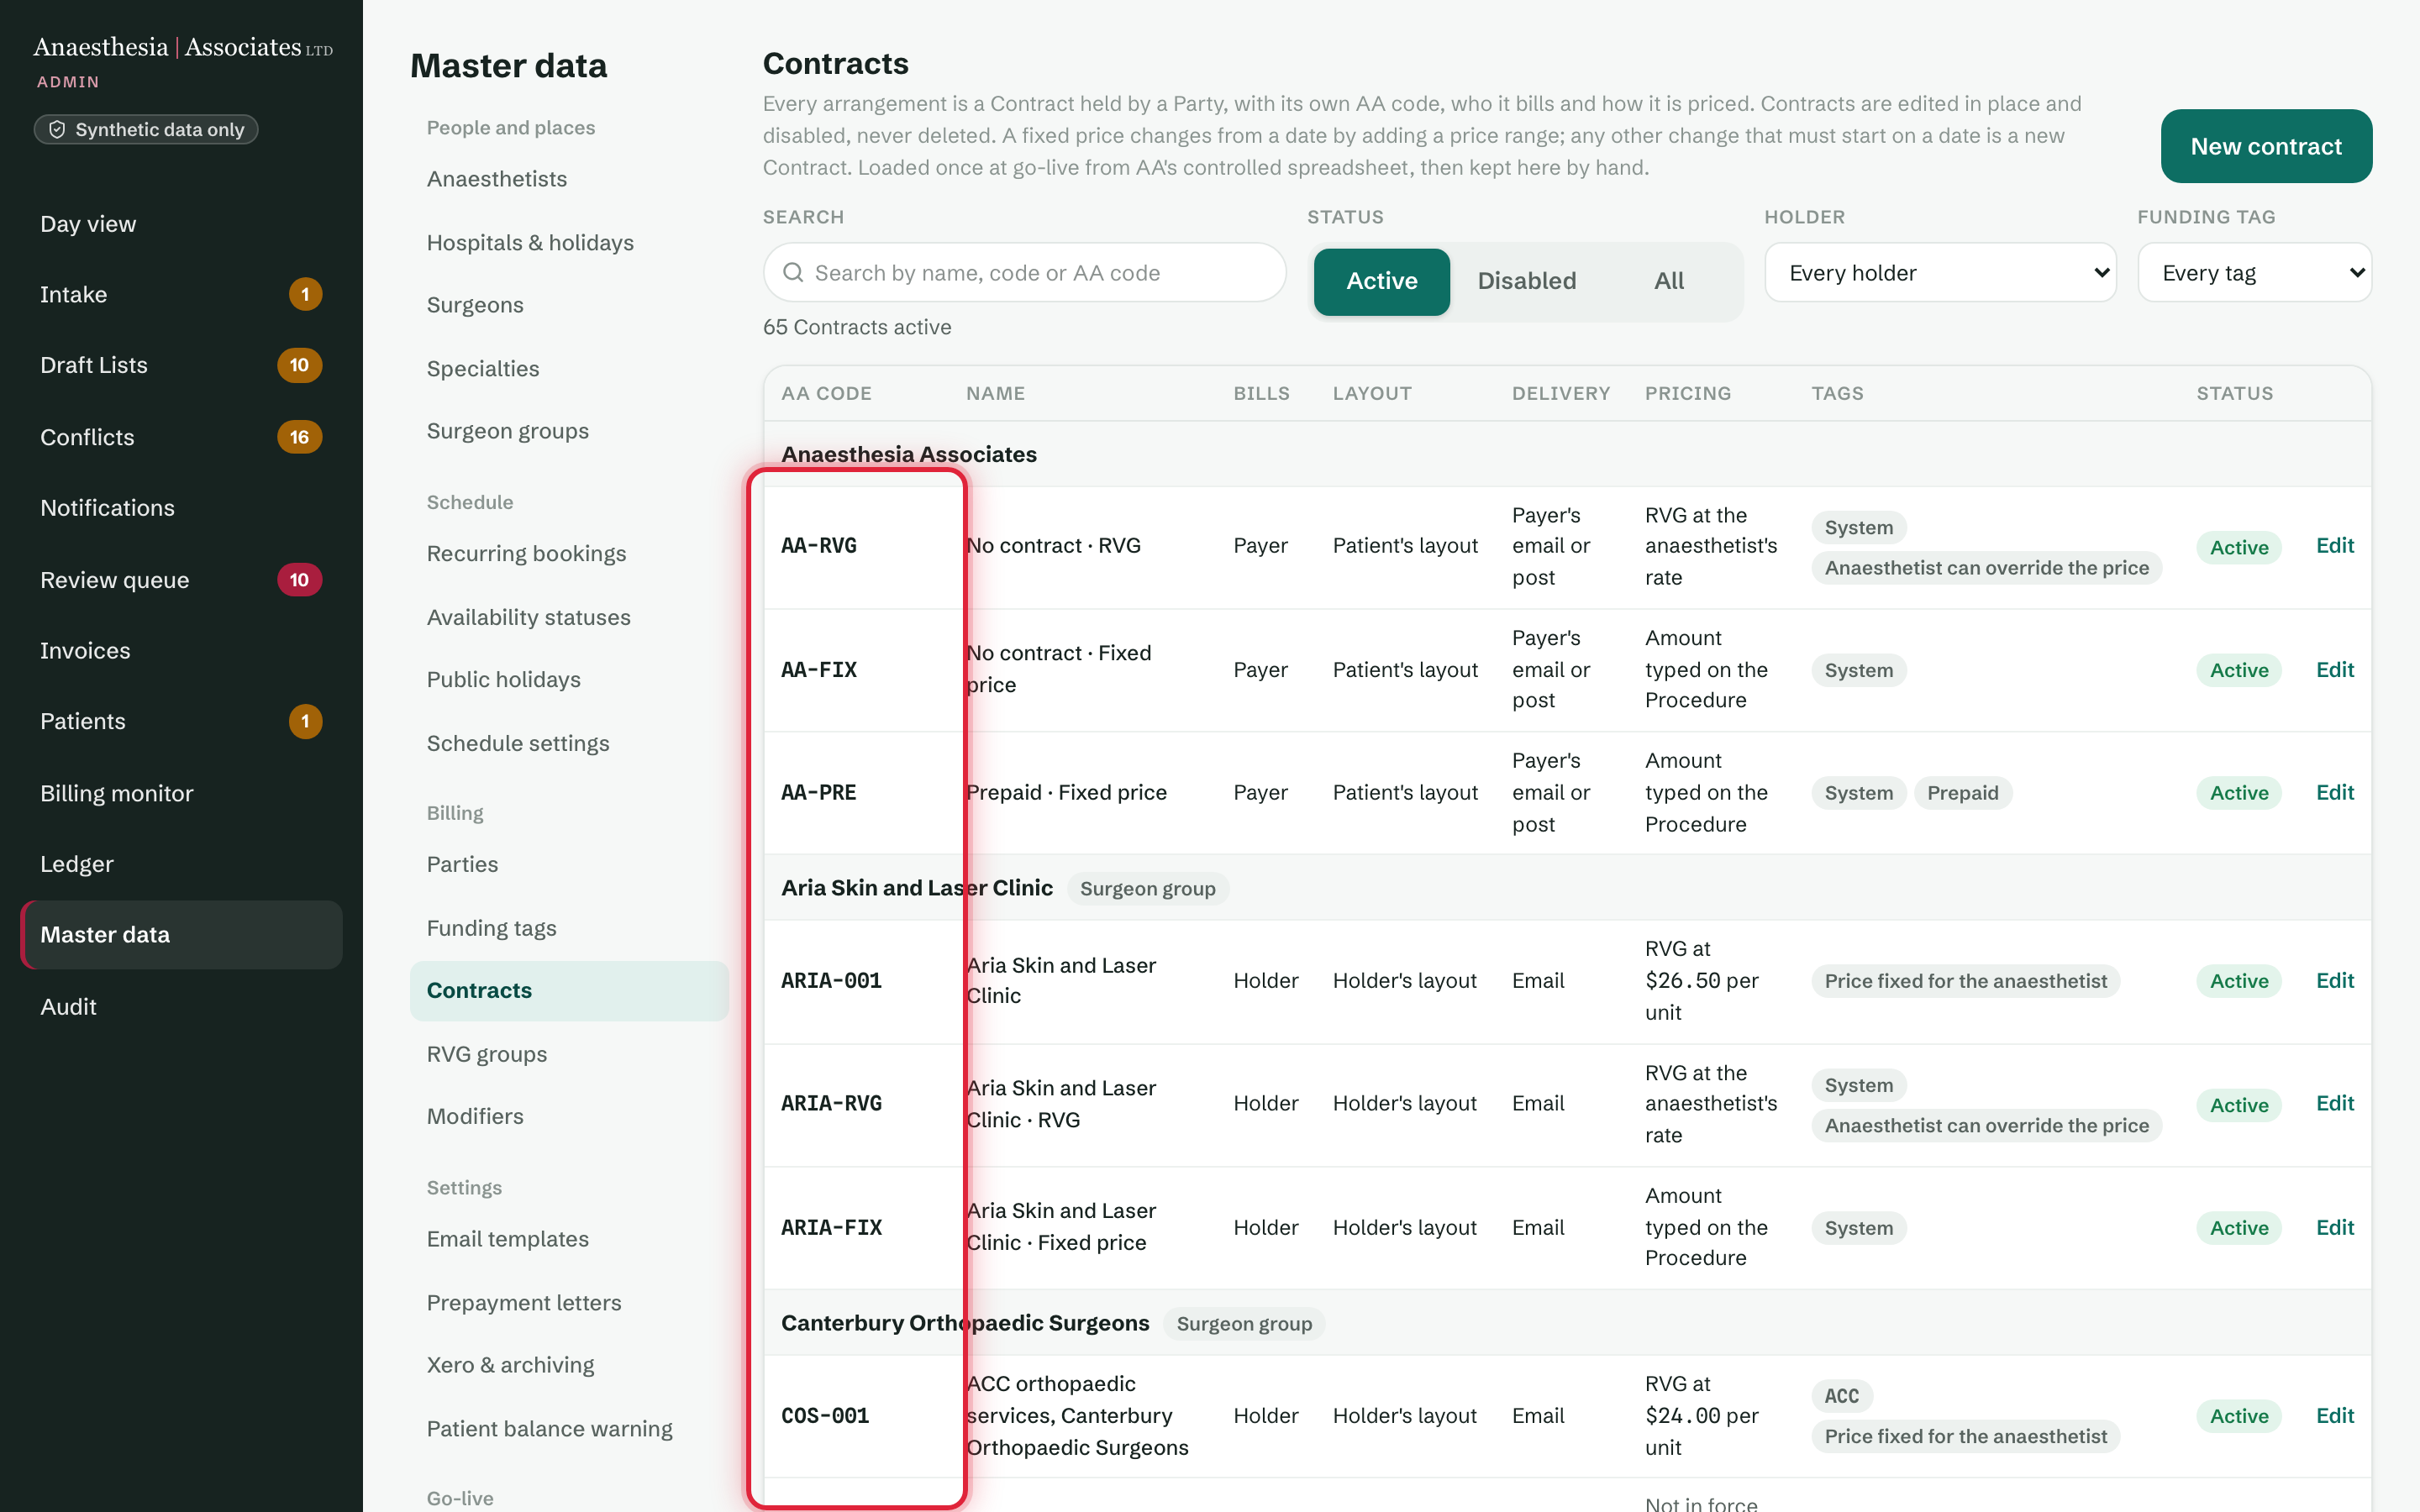 Anaesthesia | Associates LTD
ADMIN
Synthetic data only
Day view
Intake 1
Draft Lists 10
Conflicts 16
Notifications
Review queue 10
Invoices
Patients 1
Billing monitor
Ledger
Master data
Audit
Master data
People and places
Anaesthetists
Hospitals & holidays
Surgeons
Specialties
Surgeon groups
Schedule
Recurring bookings
Availability statuses
Public holidays
Schedule settings
Billing
Parties
Funding tags
Contracts
RVG groups
Modifiers
Settings
Email templates
Prepayment letters
Xero & archiving
Patient balance warning
Go-live
Contracts
Every arrangement is a Contract held by a Party, with its own AA code, who it bills and how it is priced. Contracts are edited in place and
disabled, never deleted. A fixed price changes from a date by adding a price range; any other change that must start on a date is a new
Contract. Loaded once at go-live from AA's controlled spreadsheet, then kept here by hand.
New contract
SEARCH STATUS HOLDER FUNDING TAG
Search by name, code or AA code Active Disabled All Every holder Every tag
65 Contracts active
AA CODE NAME BILLS LAYOUT DELIVERY PRICING TAGS STATUS
Anaesthesia Associates
AA-RVG No contract · RVG Payer Patient's layout Payer's email or post RVG at the anaesthetist's rate System Anaesthetist can override the price Active Edit
AA-FIX No contract · Fixed price Payer Patient's layout Payer's email or post Amount typed on the Procedure System Active Edit
AA-PRE Prepaid · Fixed price Payer Patient's layout Payer's email or post Amount typed on the Procedure System Prepaid Active Edit
Aria Skin and Laser Clinic Surgeon group
ARIA-001 Aria Skin and Laser Clinic Holder Holder's layout Email RVG at $26.50 per unit Price fixed for the anaesthetist Active Edit
ARIA-RVG Aria Skin and Laser Clinic · RVG Holder Holder's layout Email RVG at the anaesthetist's rate System Anaesthetist can override the price Active Edit
ARIA-FIX Aria Skin and Laser Clinic · Fixed price Holder Holder's layout Email Amount typed on the Procedure System Active Edit
Canterbury Orthopaedic Surgeons Surgeon group
COS-001 ACC orthopaedic services, Canterbury Orthopaedic Surgeons Holder Holder's layout Email RVG at $24.00 per unit ACC Price fixed for the anaesthetist Active Edit
Not in force